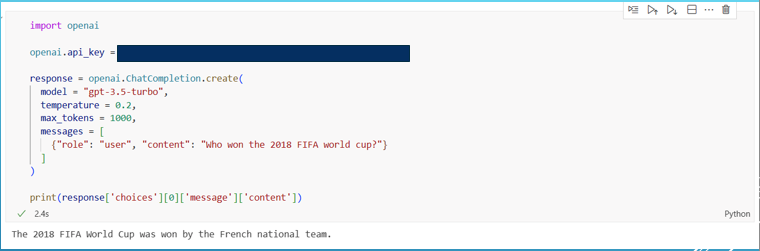 import openai
openai.api_key =
response = openai.ChatCompletion.create(
model = "gpt-3.5-turbo",
temperature = 0.2,
max_tokens = 1000,
messages = [
{"role": "user", "content": "Who won the 2018 FIFA world cup?"}
]
)
print(response['choices'][0]['message']['content'])
2.4s
Python
The 2018 FIFA World Cup was won by the French national team.